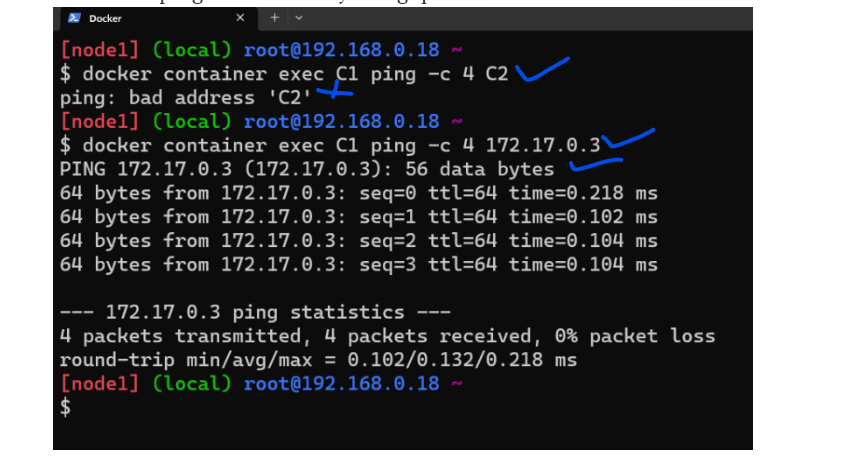 Docker
[node1] (local) root@192.168.0.18 ~
$ docker container exec C1 ping -c 4 C2
ping: bad address 'C2'
[node1] (local) root@192.168.0.18 ~
$ docker container exec C1 ping -c 4 172.17.0.3
PING 172.17.0.3 (172.17.0.3): 56 data bytes
64 bytes from 172.17.0.3: seq=0 ttl=64 time=0.218 ms
64 bytes from 172.17.0.3: seq=1 ttl=64 time=0.102 ms
64 bytes from 172.17.0.3: seq=2 ttl=64 time=0.104 ms
64 bytes from 172.17.0.3: seq=3 ttl=64 time=0.104 ms
--- 172.17.0.3 ping statistics ---
4 packets transmitted, 4 packets received, 0% packet loss
round-trip min/avg/max = 0.102/0.132/0.218 ms
[node1] (local) root@192.168.0.18 ~
$